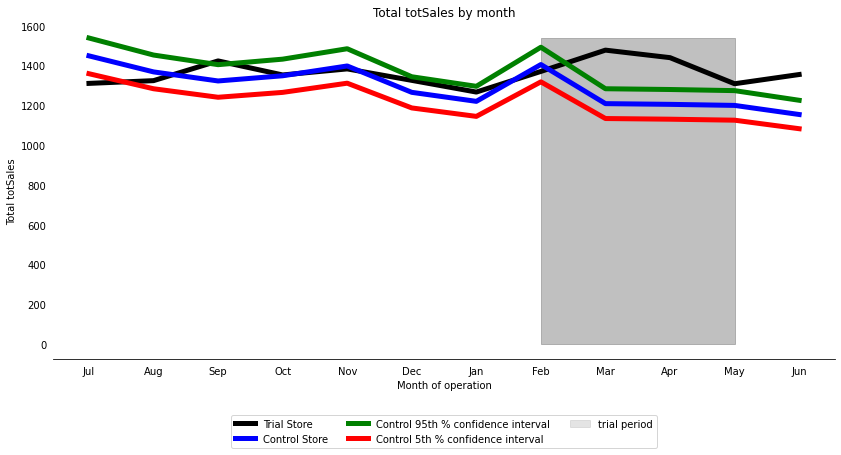 Total totSales by month
1600
1400
1200
1000
800
600
400
200
0
Total totSales
Jul Aug Sep Oct Nov Dec Jan Feb Mar Apr May Jun
Month of operation
Trial Store Control 95th % confidence interval trial period
Control Store Control 5th % confidence interval